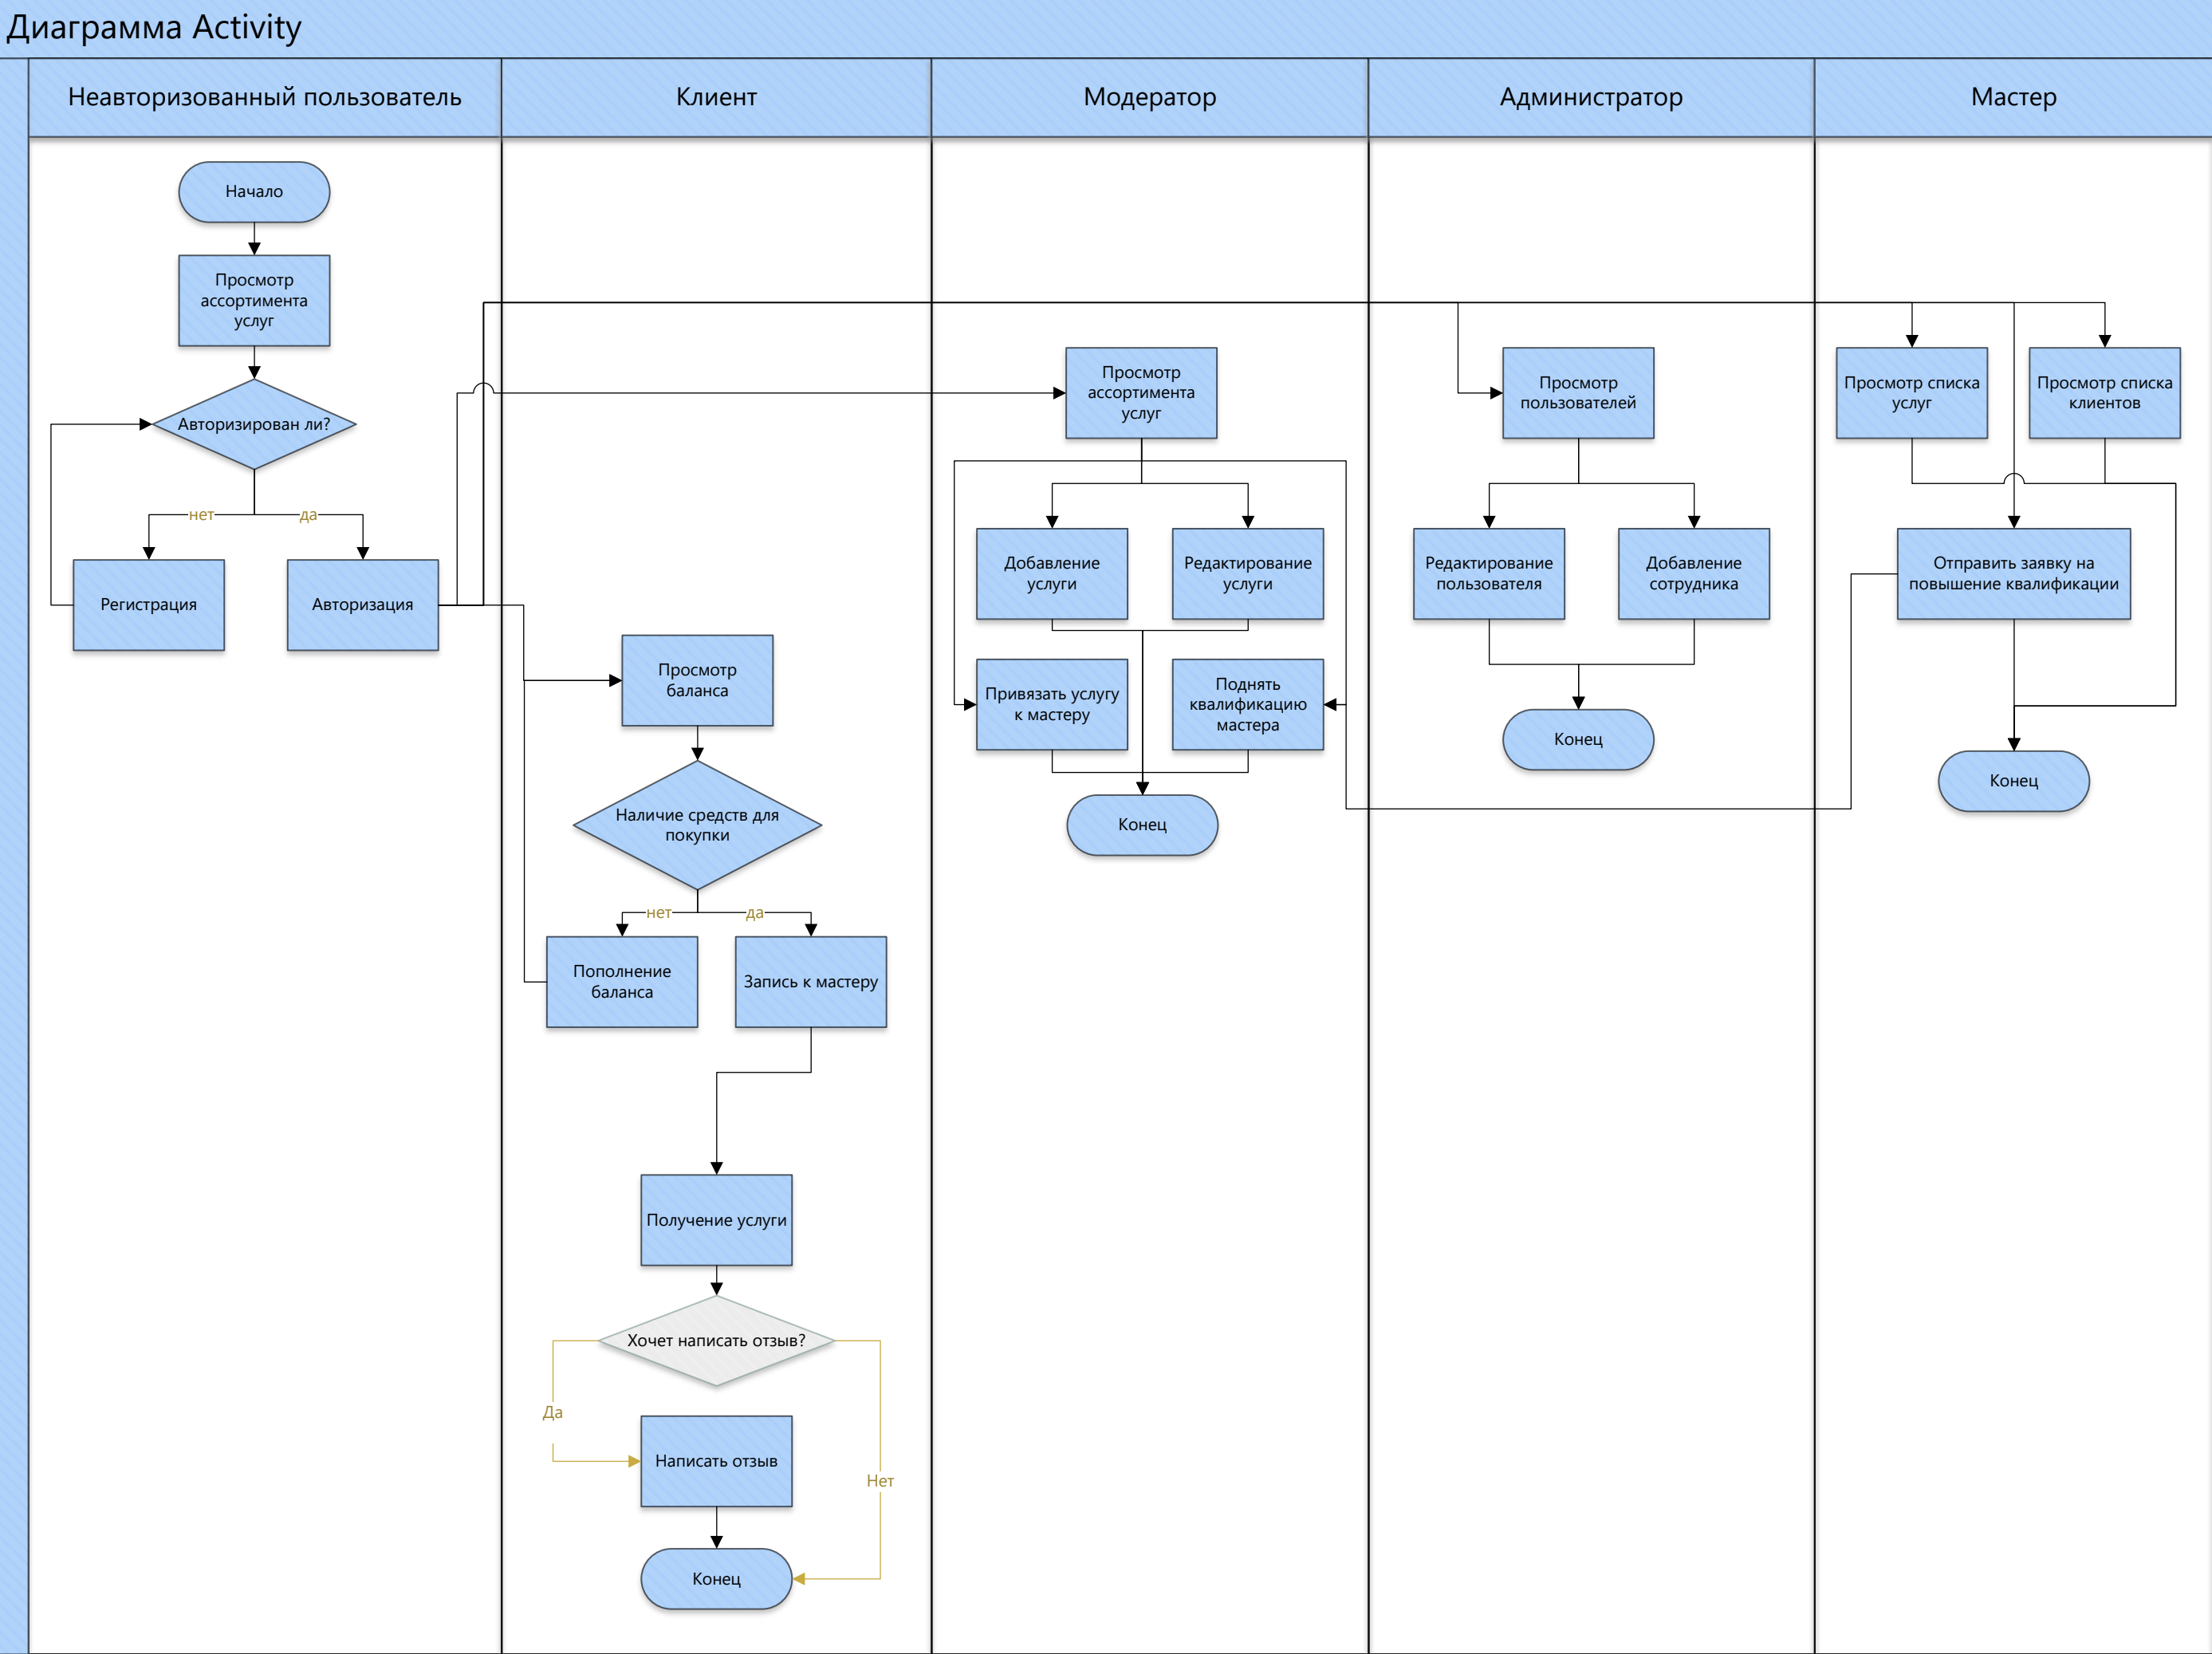 Диаграмма Activity
Неавторизованный пользователь
Клиент
Модератор
Администратор
Мастер
Начало
Просмотр
ассортимента
услуг
Авторизирован ли?
нет
да
Регистрация
Авторизация
Просмотр
баланса
Наличие средств для
покупки
нет
да
Пополнение
баланса
Запись к мастеру
Получение услуги
Хочет написать отзыв?
Да
Написать отзыв
Нет
Конец
Просмотр
ассортимента
услуг
Добавление
услуги
Редактирование
услуги
Привязать услугу
к мастеру
Поднять
квалификацию
мастера
Конец
Просмотр
пользователей
Редактирование
пользователя
Добавление
сотрудника
Конец
Просмотр списка
услуг
Просмотр списка
клиентов
Отправить заявку на
повышение квалификации
Конец